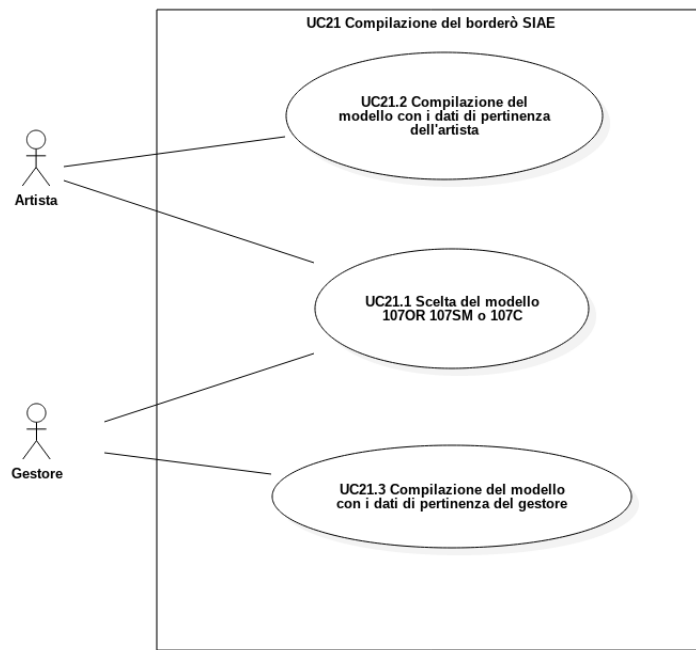 UC21 Compilazione del borderò SIAE
UC21.2 Compilazione del
modello con i dati di pertinenza
dell'artista
Artista
UC21.1 Scelta del modello
107OR 107SM o 107C
Gestore
UC21.3 Compilazione del modello
con i dati di pertinenza del gestore